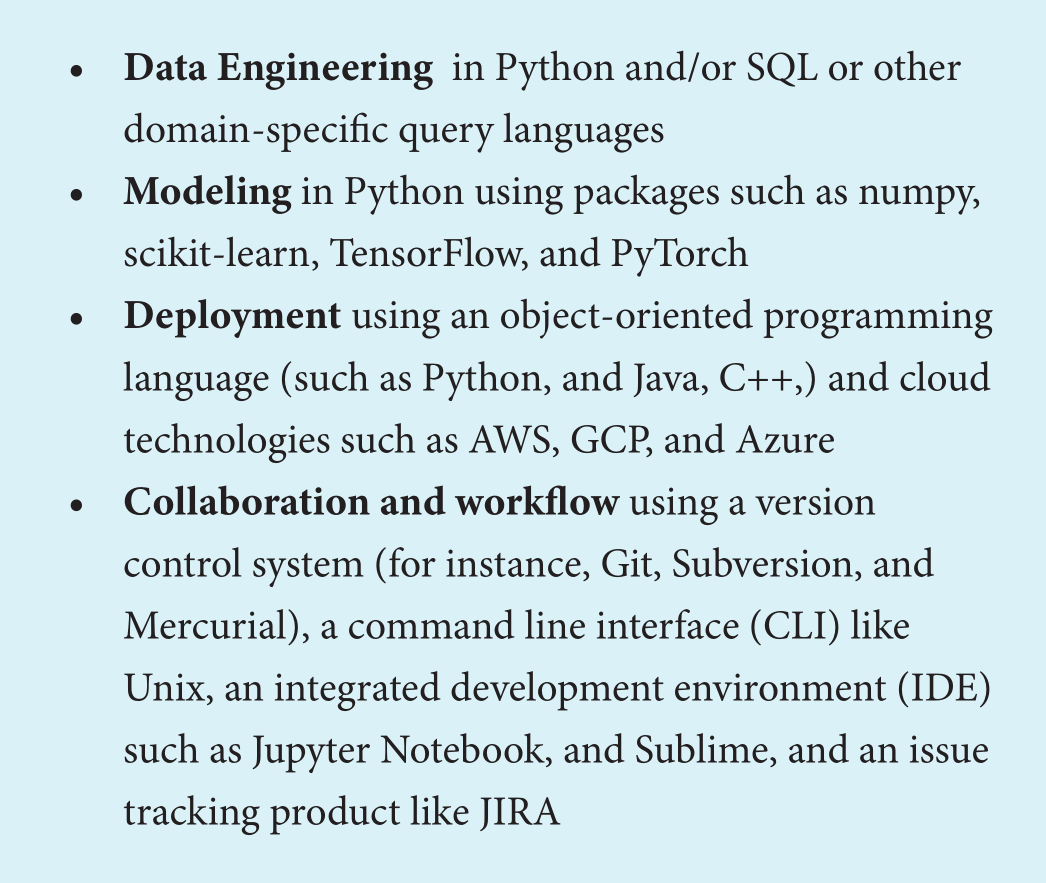 • Data Engineering in Python and/or SQL or other
domain-specific query languages
• Modeling in Python using packages such as numpy,
scikit-learn, TensorFlow, and PyTorch
• Deployment using an object-oriented programming
language (such as Python, and Java, C++,) and cloud
technologies such as AWS, GCP, and Azure
• Collaboration and workflow using a version
control system (for instance, Git, Subversion, and
Mercurial), a command line interface (CLI) like
Unix, an integrated development environment (IDE)
such as Jupyter Notebook, and Sublime, and an issue
tracking product like JIRA